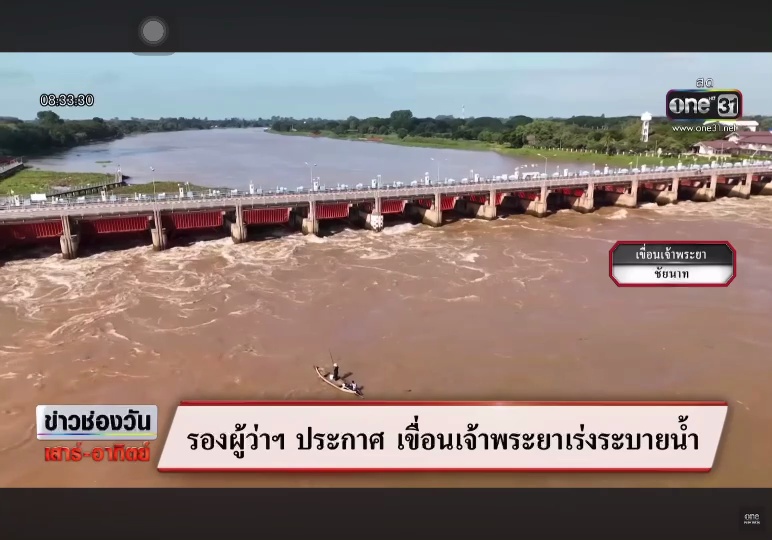 สด
08:33:30
one 31
www.one31.net
เขื่อนเจ้าพระยา
ชัยนาท
ข่าวช่องวัน
เสาร์-อาทิตย์
รองผู้ว่าฯ ประกาศ เขื่อนเจ้าพระยาเร่งระบายน้ำ
one
NEWS